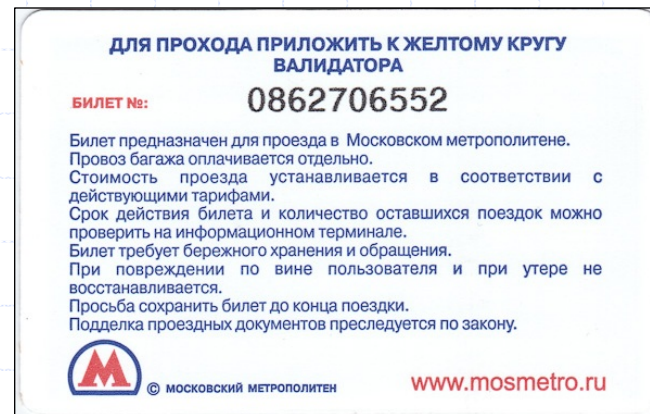 ДЛЯ ПРОХОДА ПРИЛОЖИТЬ К ЖЕЛТОМУ КРУГУ
ВАЛИДАТОРА
БИЛЕТ №: 0862706552
Билет предназначен для проезда в Московском метрополитене.
Провоз багажа оплачивается отдельно.
Стоимость проезда устанавливается в соответствии с
действующими тарифами.
Срок действия билета и количество оставшихся поездок можно
проверить на информационном терминале.
Билет требует бережного хранения и обращения.
При повреждении по вине пользователя и при утере не
восстанавливается.
Просьба сохранить билет до конца поездки.
Подделка проездных документов преследуется по закону.
М
© МОСКОВСКИЙ МЕТРОПОЛИТЕН www.mosmetro.ru